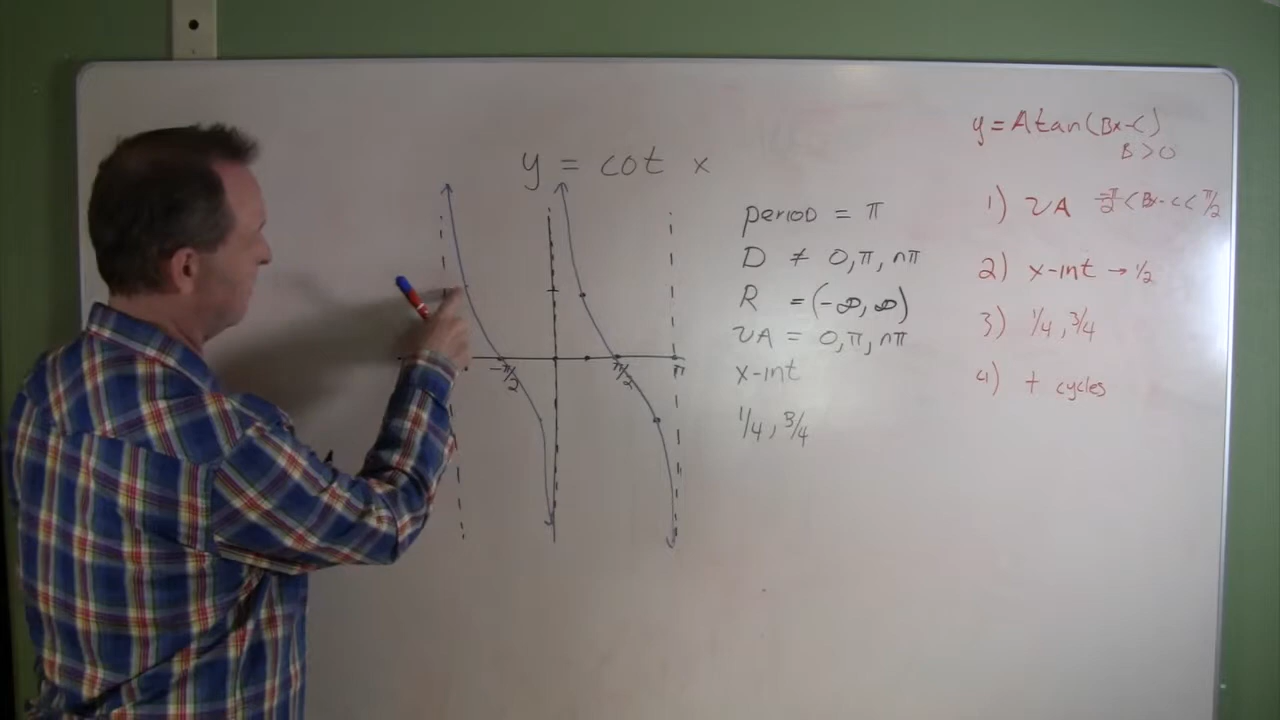 y = cot x
-π/2
π/2
π
period = π
D ≠ 0, π, nπ
R = (-∞, ∞)
VA = 0, π, nπ
x-int
1/4, 3/4
y = A tan(Bx-C)
B > 0
1) VA -π/2 < Bx-C < π/2
2) x-int → 1/2
3) 1/4, 3/4
4) + cycles